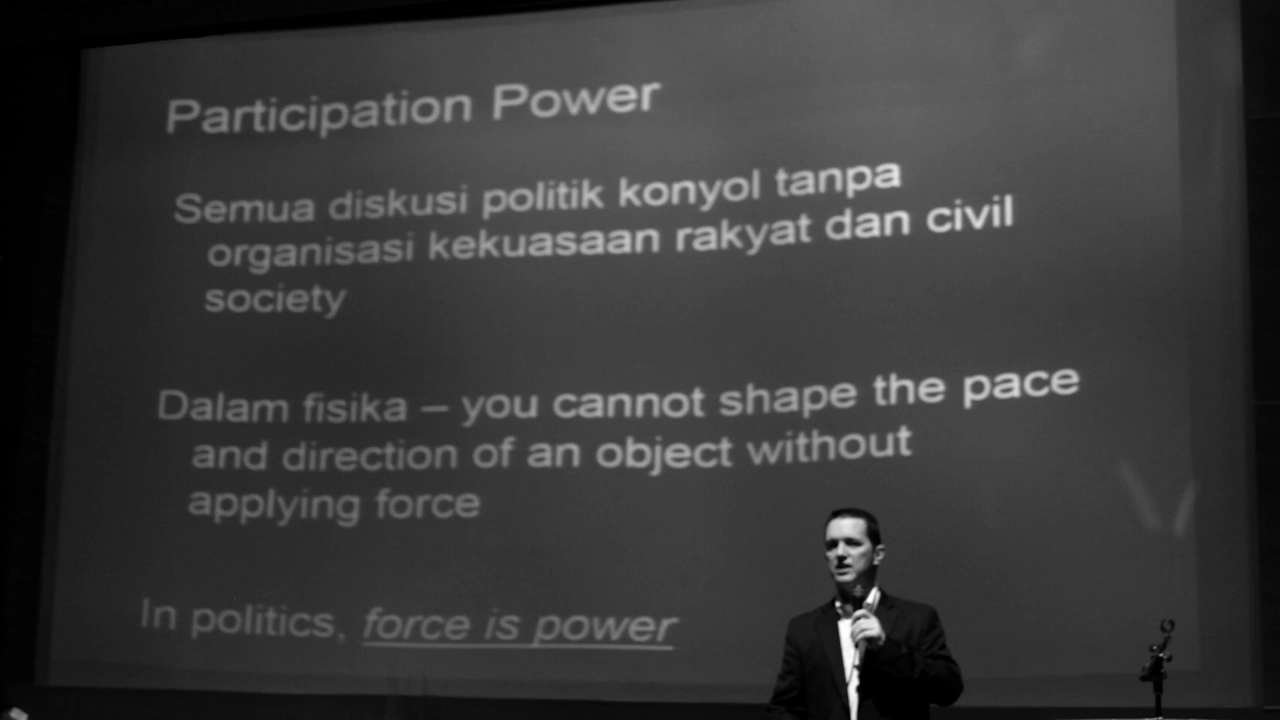 Participation Power
Semua diskusi politik konyol tanpa
organisasi kekuasaan rakyat dan civil
society
Dalam fisika – you cannot shape the pace
and direction of an object without
applying force
In politics, force is power